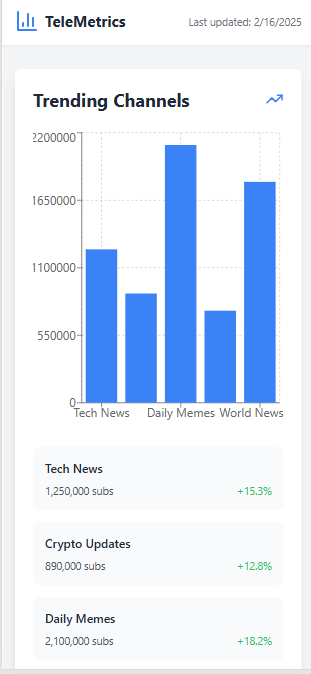 TeleMetrics
Last updated: 2/16/2025
Trending Channels
2200000
1650000
1100000
550000
0
Tech News Daily Memes World News
Tech News
1,250,000 subs +15.3%
Crypto Updates
890,000 subs +12.8%
Daily Memes
2,100,000 subs +18.2%